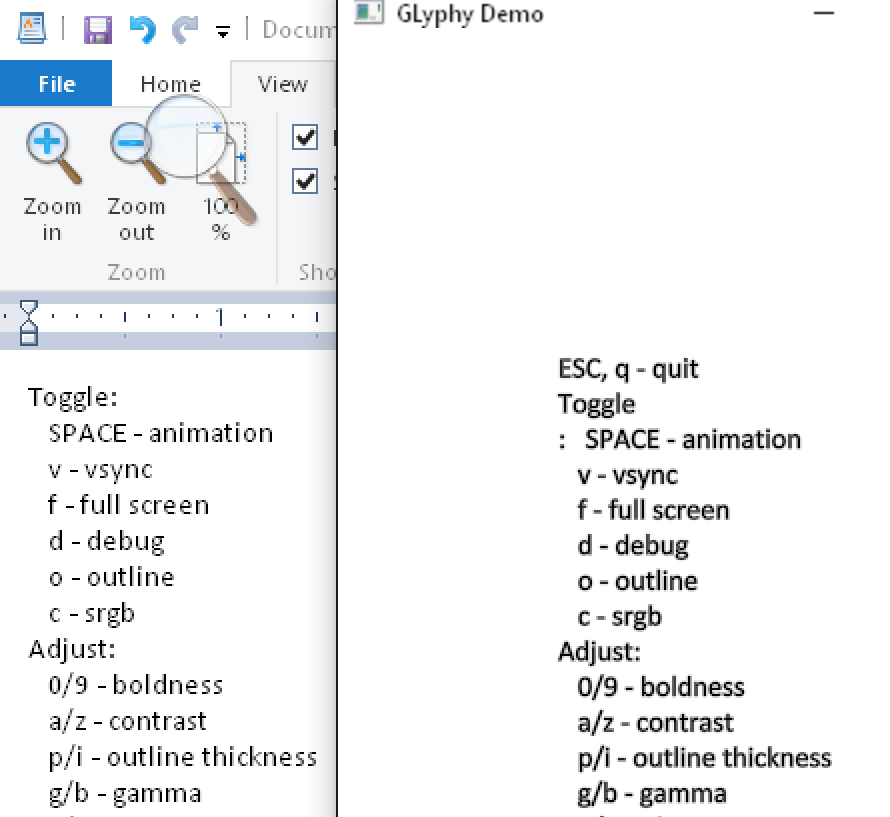 Docum
File
Home
View
Zoom in
Zoom out
100 %
Zoom
Sho
1
Toggle:
SPACE - animation
v - vsync
f - full screen
d - debug
o - outline
c - srgb
Adjust:
0/9 - boldness
a/z - contrast
p/i - outline thickness
g/b - gamma
GLyphy Demo
ESC, q - quit
Toggle
:   SPACE - animation
v - vsync
f - full screen
d - debug
o - outline
c - srgb
Adjust:
0/9 - boldness
a/z - contrast
p/i - outline thickness
g/b - gamma